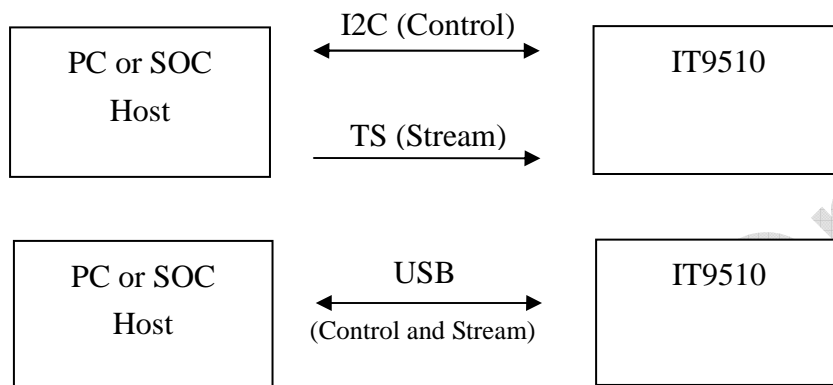 I2C (Control)
PC or SOC
Host
IT9510
TS (Stream)
PC or SOC
Host
USB
(Control and Stream)
IT9510